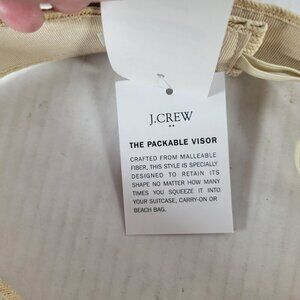 J.CREW
THE PACKABLE VISOR
CRAFTED FROM MALLEABLE
FIBER, THIS STYLE IS SPECIALLY
DESIGNED TO RETAIN ITS
SHAPE NO MATTER HOW MANY
TIMES YOU SQUEEZE IT INTO
YOUR SUITCASE, CARRY-ON OR
BEACH BAG.